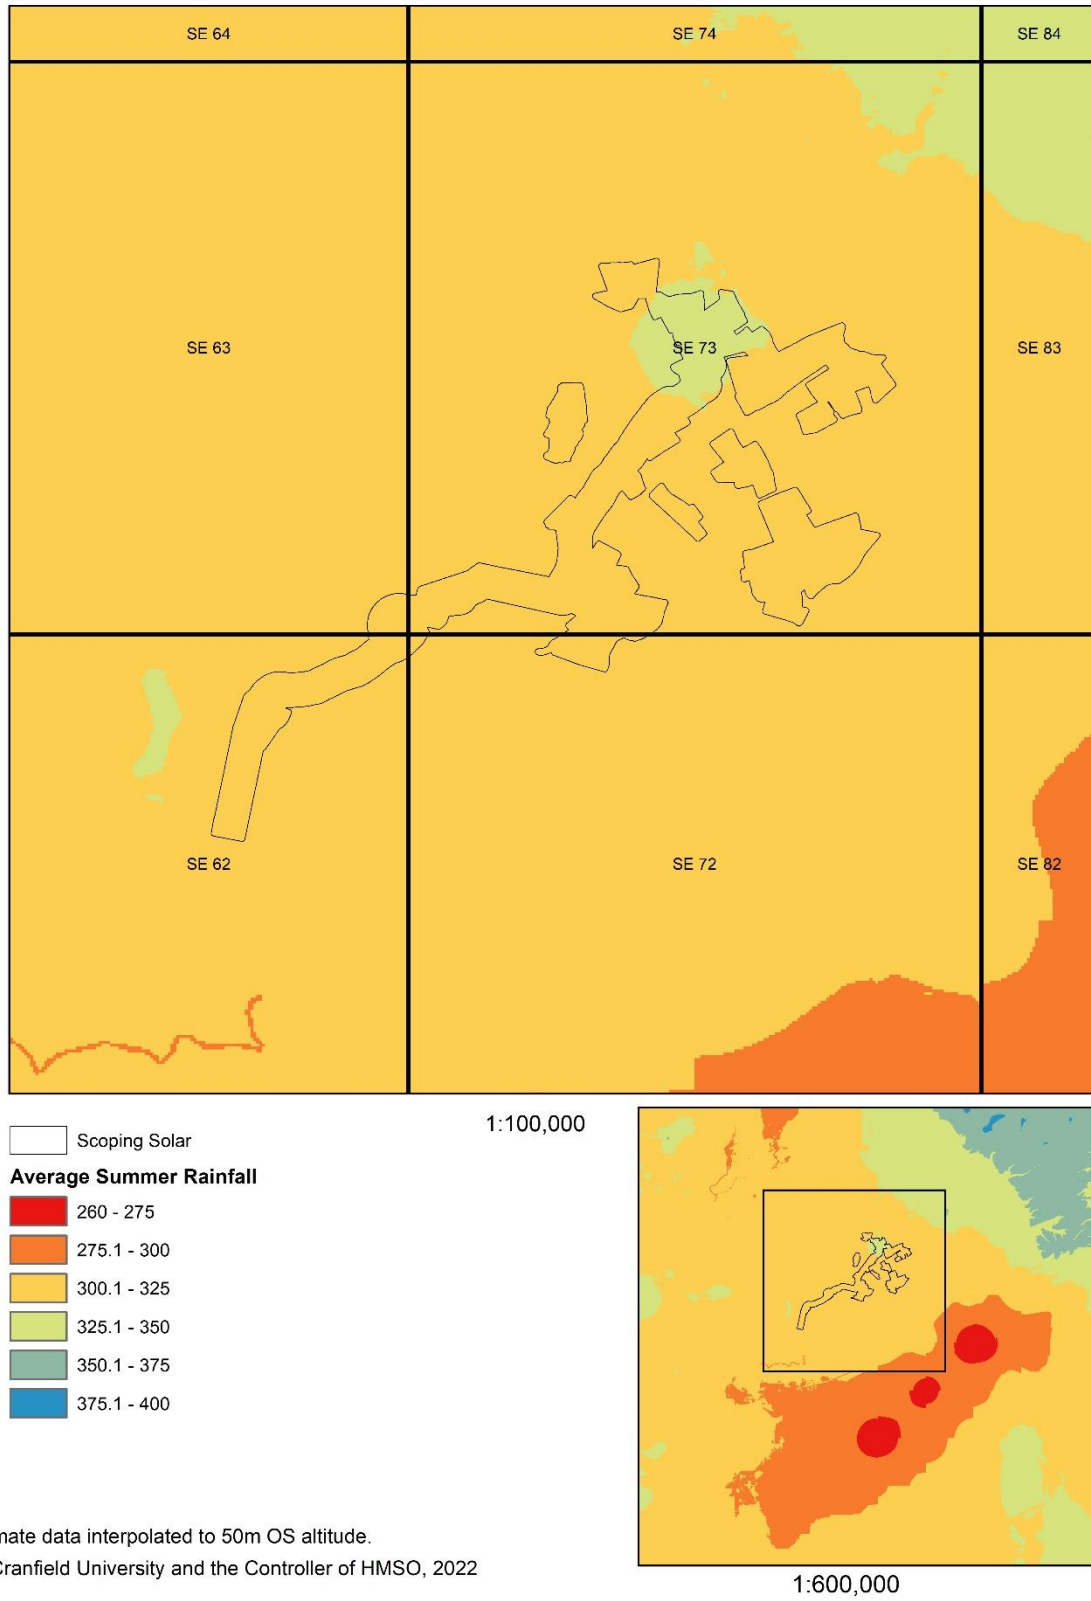 SE 64
SE 74
SE 84
SE 63
SE 73
SE 83
SE 62
SE 72
SE 82
1:100,000
Scoping Solar
Average Summer Rainfall
260 - 275
275.1 - 300
300.1 - 325
325.1 - 350
350.1 - 375
375.1 - 400
mate data interpolated to 50m OS altitude.
Cranfield University and the Controller of HMSO, 2022
1:600,000